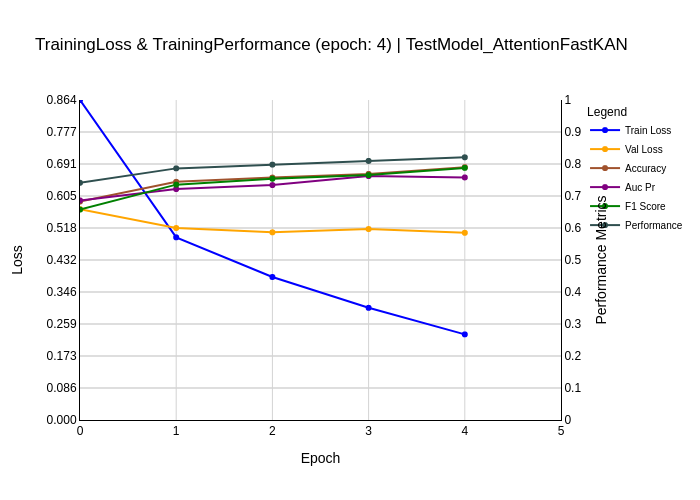 TrainingLoss & TrainingPerformance (epoch: 4) | TestModel_AttentionFastKAN
0.864
0.777
0.691
0.605
0.518
0.432
0.346
0.259
0.173
0.086
0.000
Loss
0
1
2
3
4
5
Epoch
1
0.9
0.8
0.7
0.6
0.5
0.4
0.3
0.2
0.1
0
Performance Metrics
Legend
Train Loss
Val Loss
Accuracy
Auc Pr
F1 Score
Performance